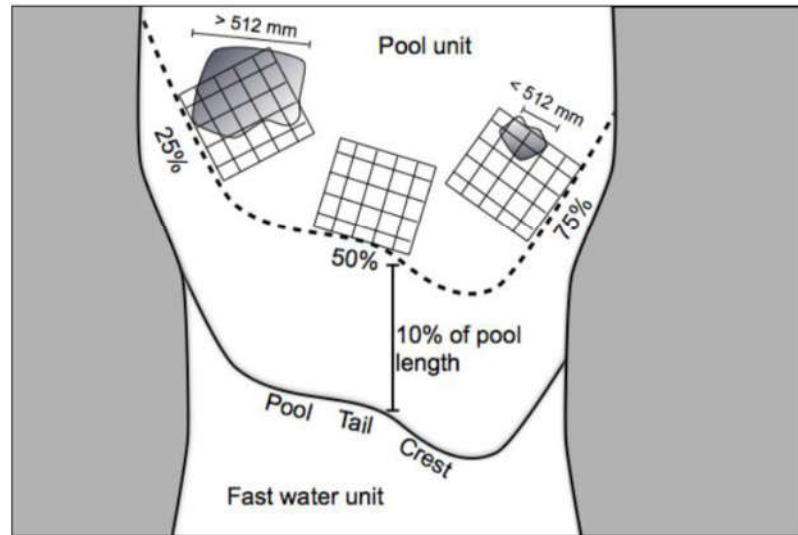 > 512 mm
Pool unit
< 512 mm
25%
75%
50%
10% of pool
length
Pool Tail Crest
Fast water unit